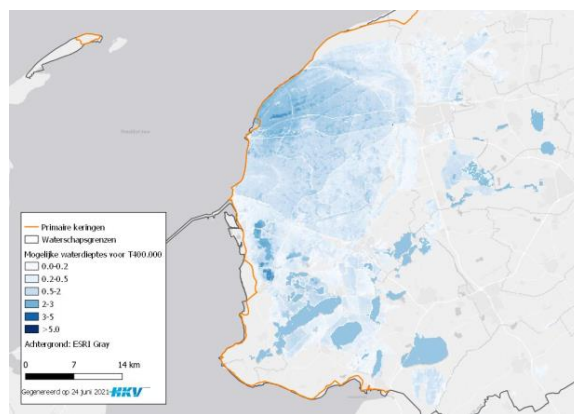 Waddenzee
Primaire keringen
Waterschapsgrenzen
Mogelijke waterdieptes voor T400.000
0.0-0.2
0.2-0.5
0.5-2
2-3
3-5
>5.0
Achtergrond: ESRI Gray
0 7 14 km
Gegenereerd op 24 juni 2021 HKV